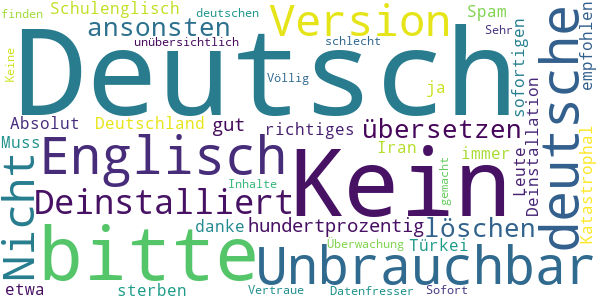 finden Schulenglisch deutschen Version Spam
ansonsten
Keine unübersichtlich schlecht Sehr
Deutsch
Völlig ja sofortigen empfohlen
deutsche
Absolut Deutschland gut richtiges übersetzen
Muss Iran immer Leute Deinstallation Katastrophal
Englisch Kein
Nicht Inhalte gemacht
Deinstalliert
danke hundertprozentig löschen
bitte Überwachung Türkei
Unbrauchbar
etwa sterben Vertraue Datenfresser Sofort